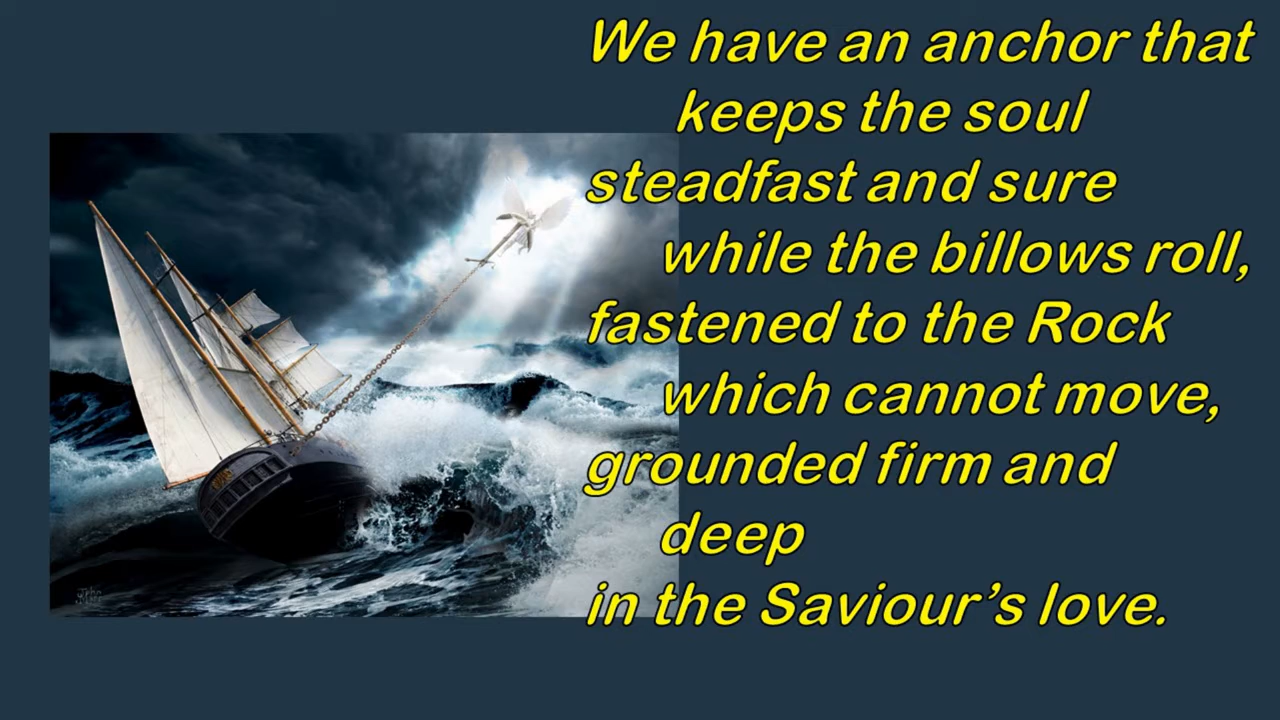 We have an anchor that
keeps the soul
steadfast and sure
while the billows roll,
fastened to the Rock
which cannot move,
grounded firm and
deep
in the Saviour’s love.